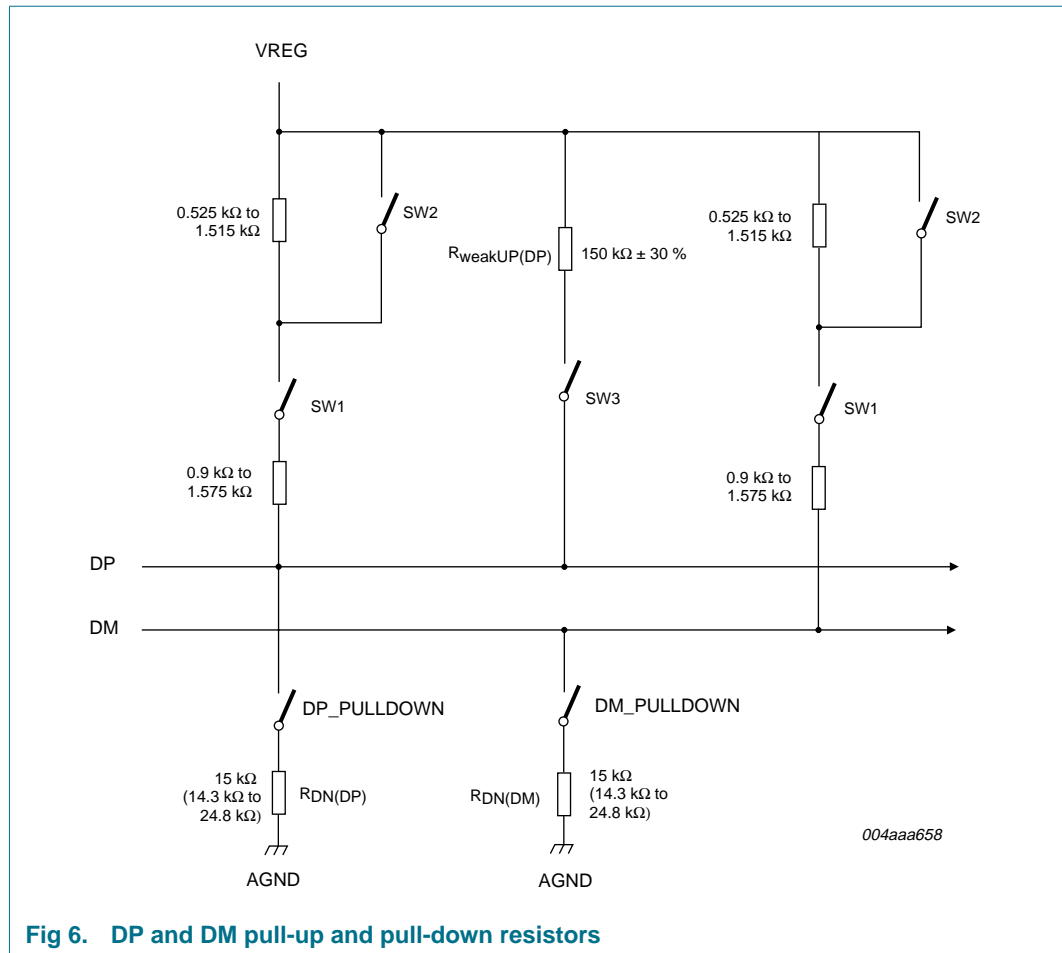 VREG
0.525 kΩ to
1.515 kΩ
SW2
RweakUP(DP)
150 kΩ ± 30 %
0.525 kΩ to
1.515 kΩ
SW2
SW1
SW3
SW1
0.9 kΩ to
1.575 kΩ
0.9 kΩ to
1.575 kΩ
DP
DM
DP_PULLDOWN
DM_PULLDOWN
15 kΩ
(14.3 kΩ to
24.8 kΩ)
RDN(DP)
RDN(DM)
15 kΩ
(14.3 kΩ to
24.8 kΩ)
AGND
AGND
004aaa658
Fig 6. DP and DM pull-up and pull-down resistors